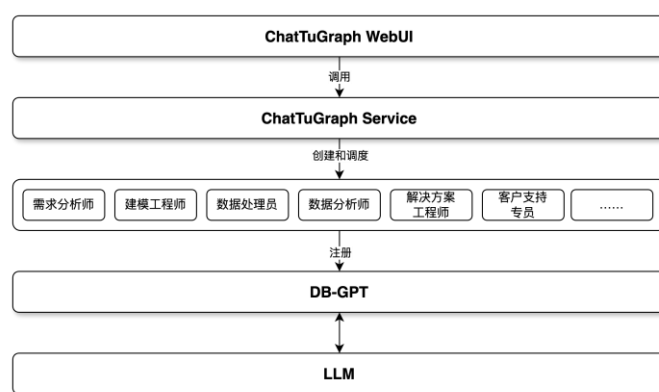 ChatTuGraph WebUI
调用
ChatTuGraph Service
创建和调度
需求分析师 建模工程师 数据处理员 数据分析师 解决方案 客户支持 ......
工程师 专员
注册
DB-GPT
LLM